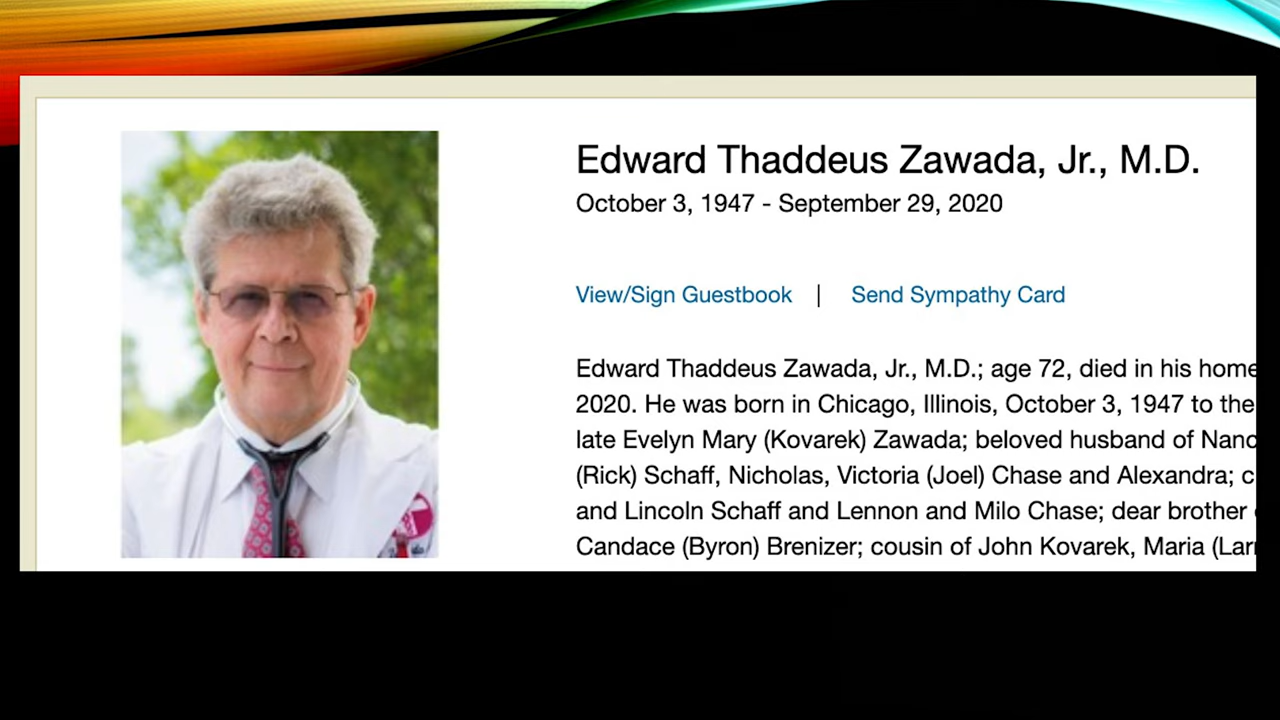 Edward Thaddeus Zawada, Jr., M.D.
October 3, 1947 - September 29, 2020
View/Sign Guestbook | Send Sympathy Card
Edward Thaddeus Zawada, Jr., M.D.; age 72, died in his home
2020. He was born in Chicago, Illinois, October 3, 1947 to the
late Evelyn Mary (Kovarek) Zawada; beloved husband of Nanc
(Rick) Schaff, Nicholas, Victoria (Joel) Chase and Alexandra; c
and Lincoln Schaff and Lennon and Milo Chase; dear brother
Candace (Byron) Brenizer; cousin of John Kovarek, Maria (Larr